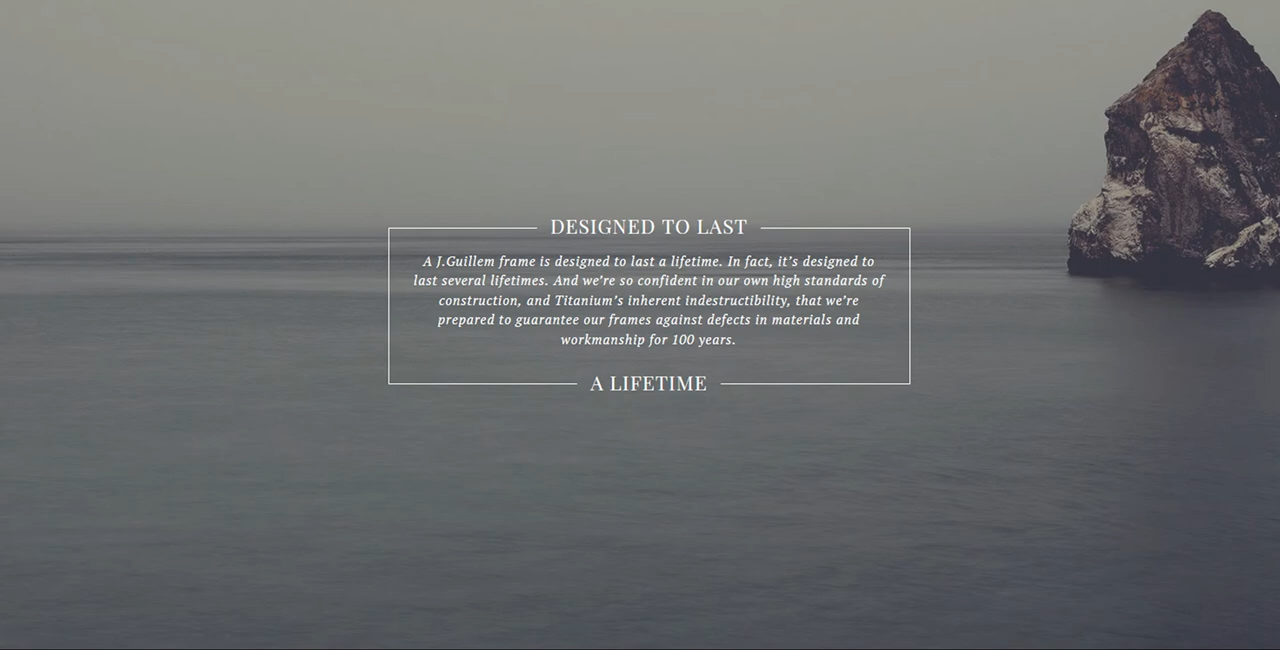 DESIGNED TO LAST
A J.Guillem frame is designed to last a lifetime. In fact, it’s designed to
last several lifetimes. And we’re so confident in our own high standards of
construction, and Titanium’s inherent indestructibility, that we’re
prepared to guarantee our frames against defects in materials and
workmanship for 100 years.
A LIFETIME